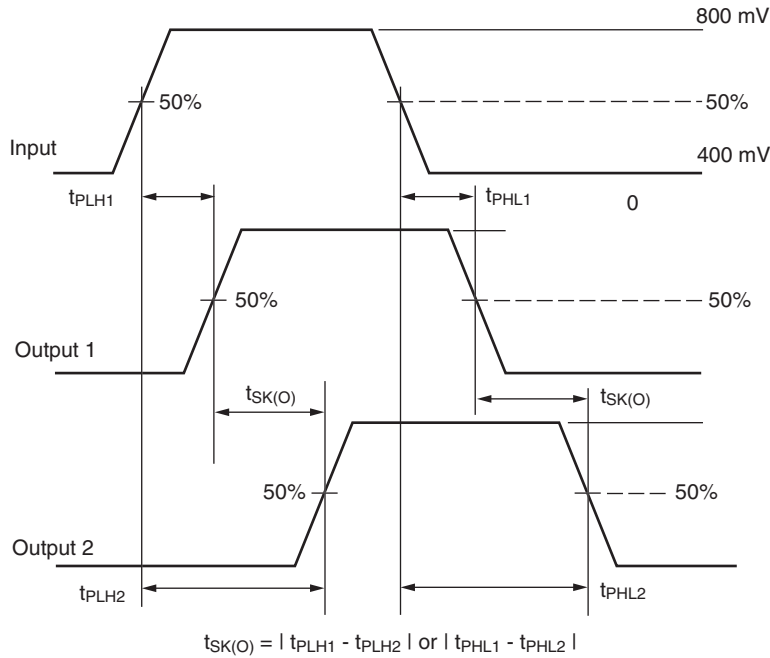 800 mV
50%
50%
Input
400 mV
tPLH1
tPHL1
0
50%
50%
Output 1
tSK(O)
tSK(O)
50%
50%
Output 2
tPLH2
tPHL2
tSK(O) = | tPLH1 - tPLH2 | or | tPHL1 - tPHL2 |